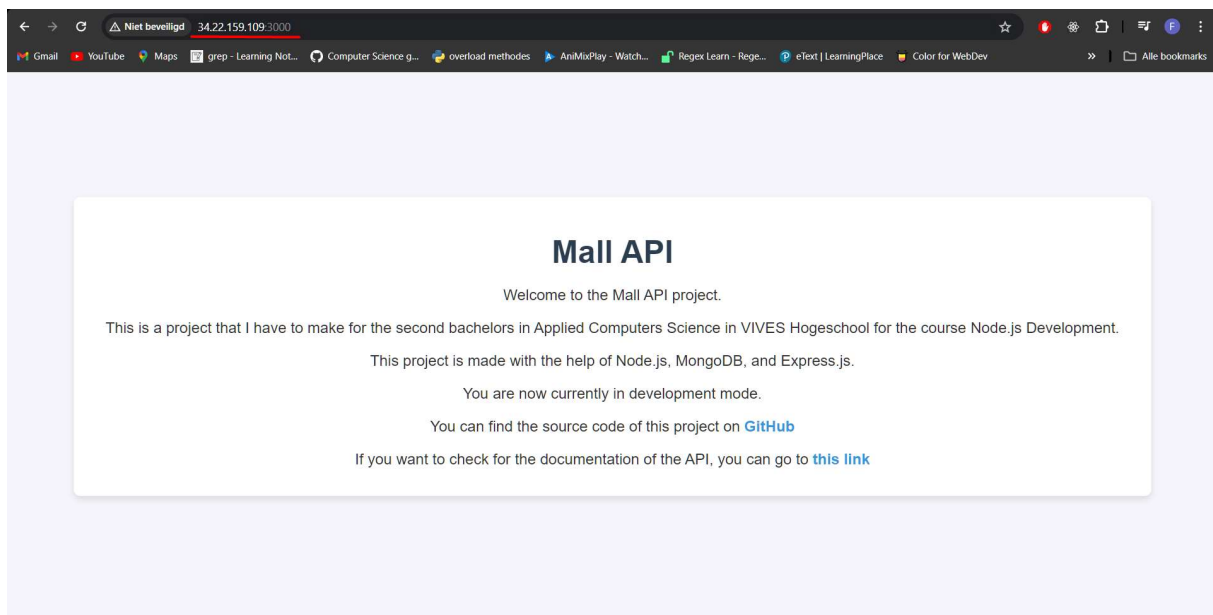 Niet beveiligd 34.22.159.109:3000
Gmail YouTube Maps grep - Learning Not... Computer Science g... overload methodes AniMixPlay - Watch... Regex Learn - Rege... eText | LearningPlace Color for WebDev » Alle bookmarks
Mall API
Welcome to the Mall API project.
This is a project that I have to make for the second bachelors in Applied Computers Science in VIVES Hogeschool for the course Node.js Development.
This project is made with the help of Node.js, MongoDB, and Express.js.
You are now currently in development mode.
You can find the source code of this project on GitHub
If you want to check for the documentation of the API, you can go to this link